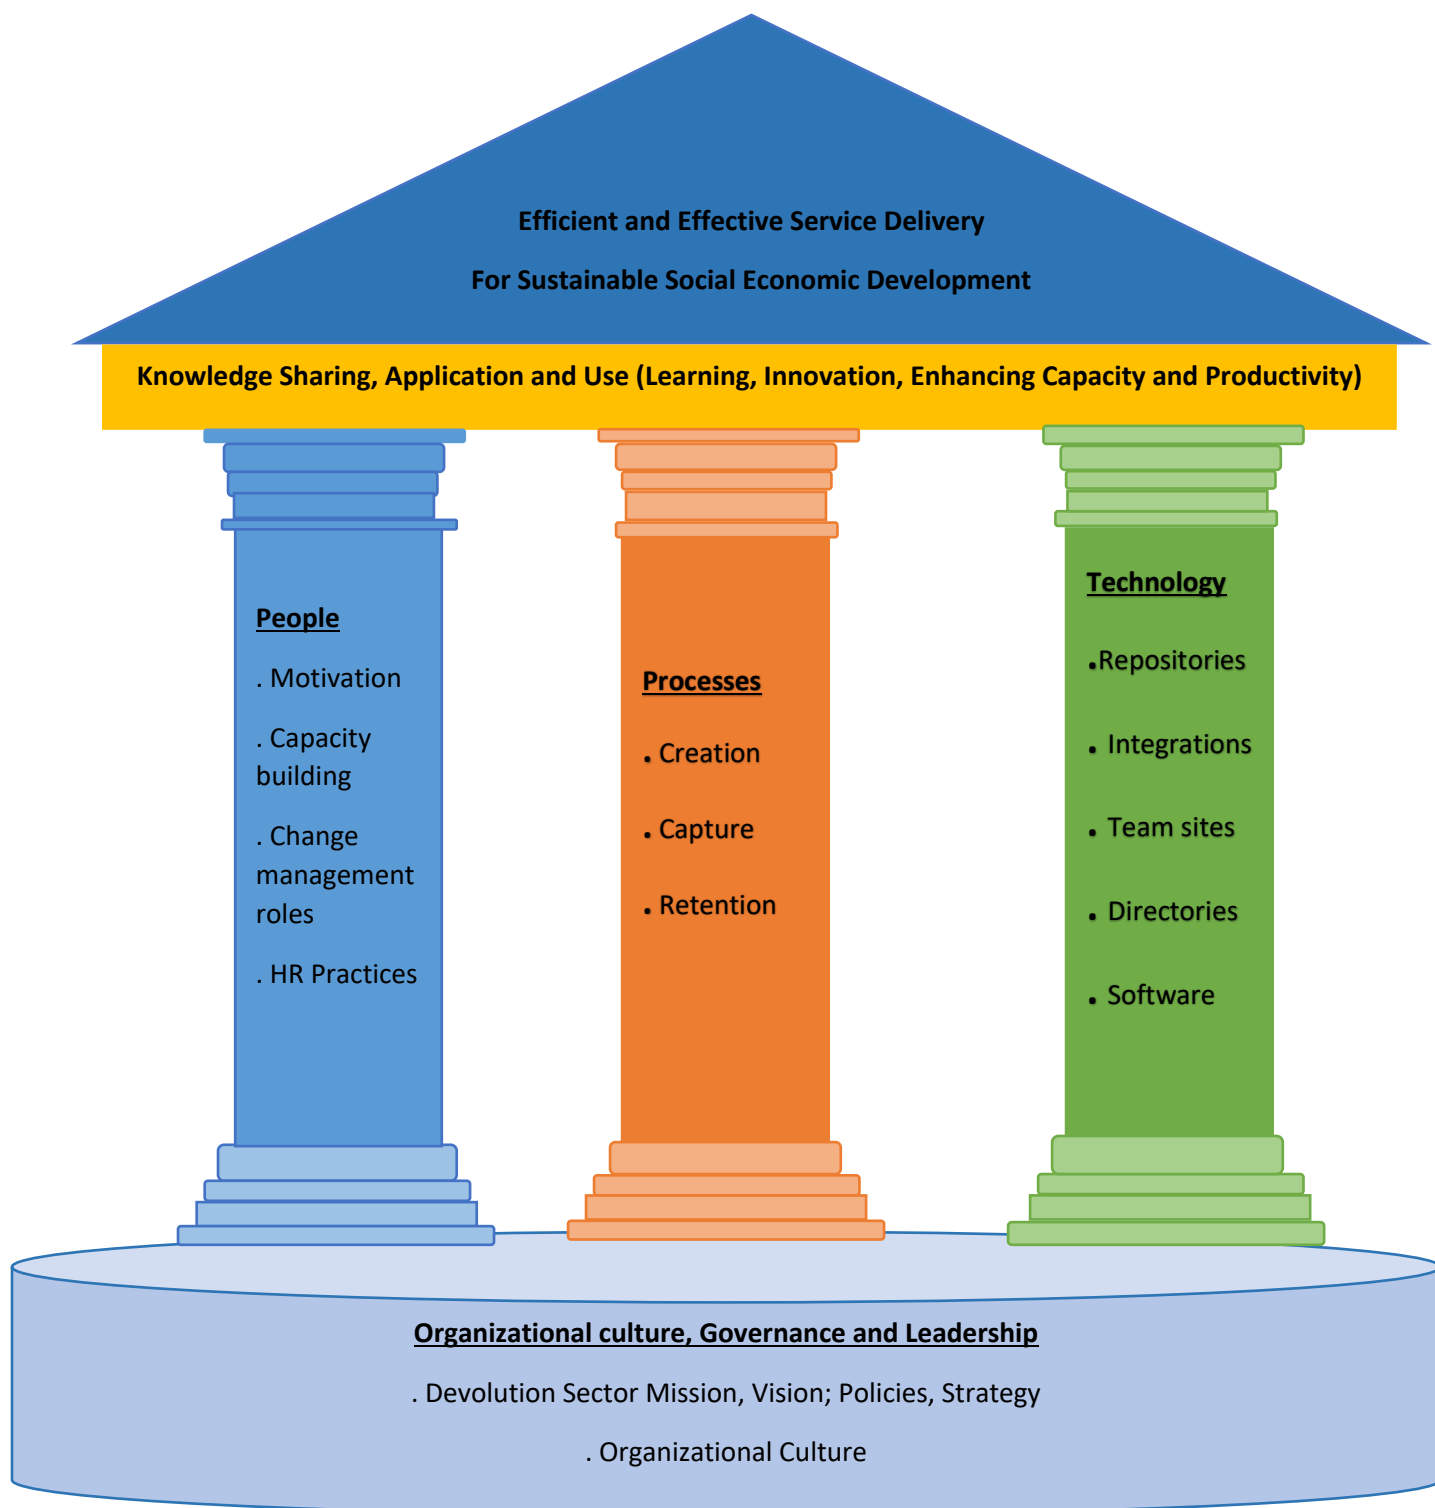 Efficient and Effective Service Delivery
For Sustainable Social Economic Development
Knowledge Sharing, Application and Use (Learning, Innovation, Enhancing Capacity and Productivity)
People
. Motivation
. Capacity
building
. Change
management
roles
. HR Practices
Processes
. Creation
. Capture
. Retention
Technology
.Repositories
. Integrations
. Team sites
. Directories
. Software
Organizational culture, Governance and Leadership
. Devolution Sector Mission, Vision; Policies, Strategy
. Organizational Culture